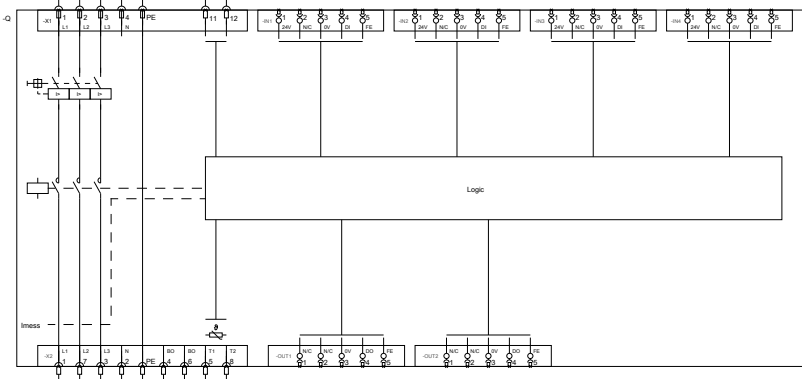 -Q
-X1 1 2 3 4 PE 11 12
L1 L2 L3 N
-IN1 1 2 3 4 5
24V N/C 0V DI FE
-IN2 1 2 3 4 5
24V N/C 0V DI FE
-IN3 1 2 3 4 5
24V N/C 0V DI FE
-IN4 1 2 3 4 5
24V N/C 0V DI FE
I> I> I>
Logic
Imess
ϑ
L1 L2 L3 N BO BO T1 T2
-X2 1 7 3 2 PE 4 6 5 8
N/C N/C 0V DO FE
-OUT1 1 2 3 4 5
N/C N/C 0V DO FE
-OUT2 1 2 3 4 5